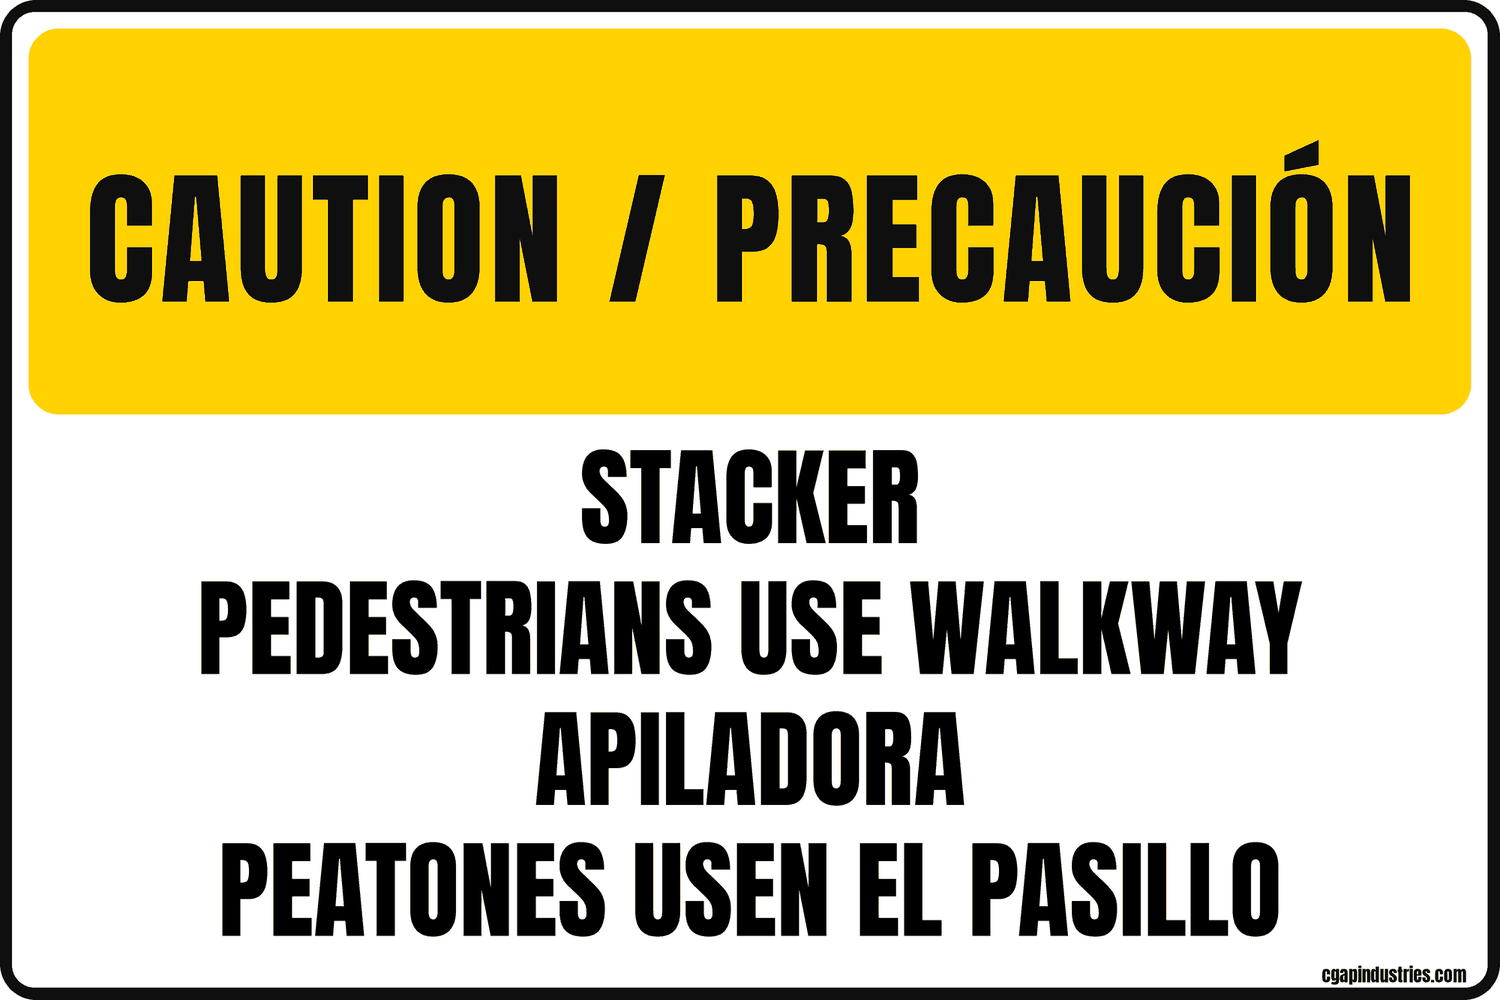 CAUTION / PRECAUCIÓN
STACKER
PEDESTRIANS USE WALKWAY
APILADORA
PEATONES USEN EL PASILLO
cgapindustries.com